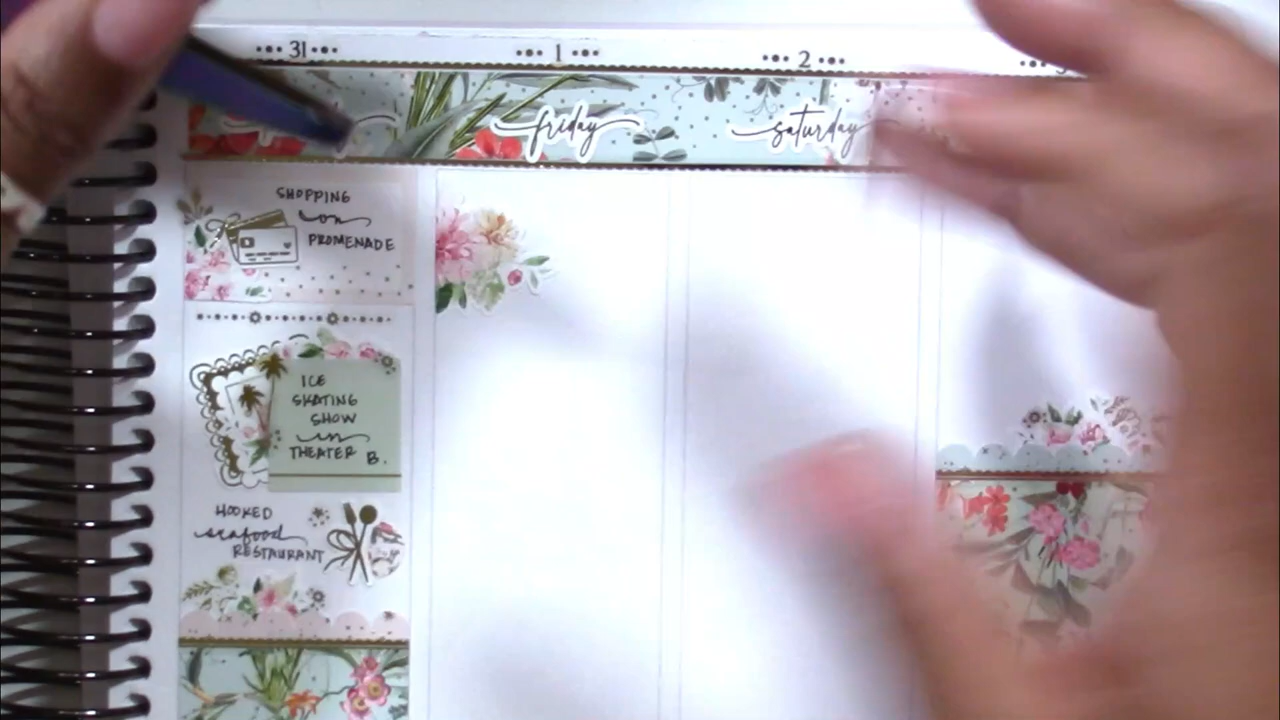 31
1
2
friday
saturday
SHOPPING
on
PROMENADE
ICE
SKATING
SHOW
in
THEATER B.
HOOKED
seafood
RESTAURANT